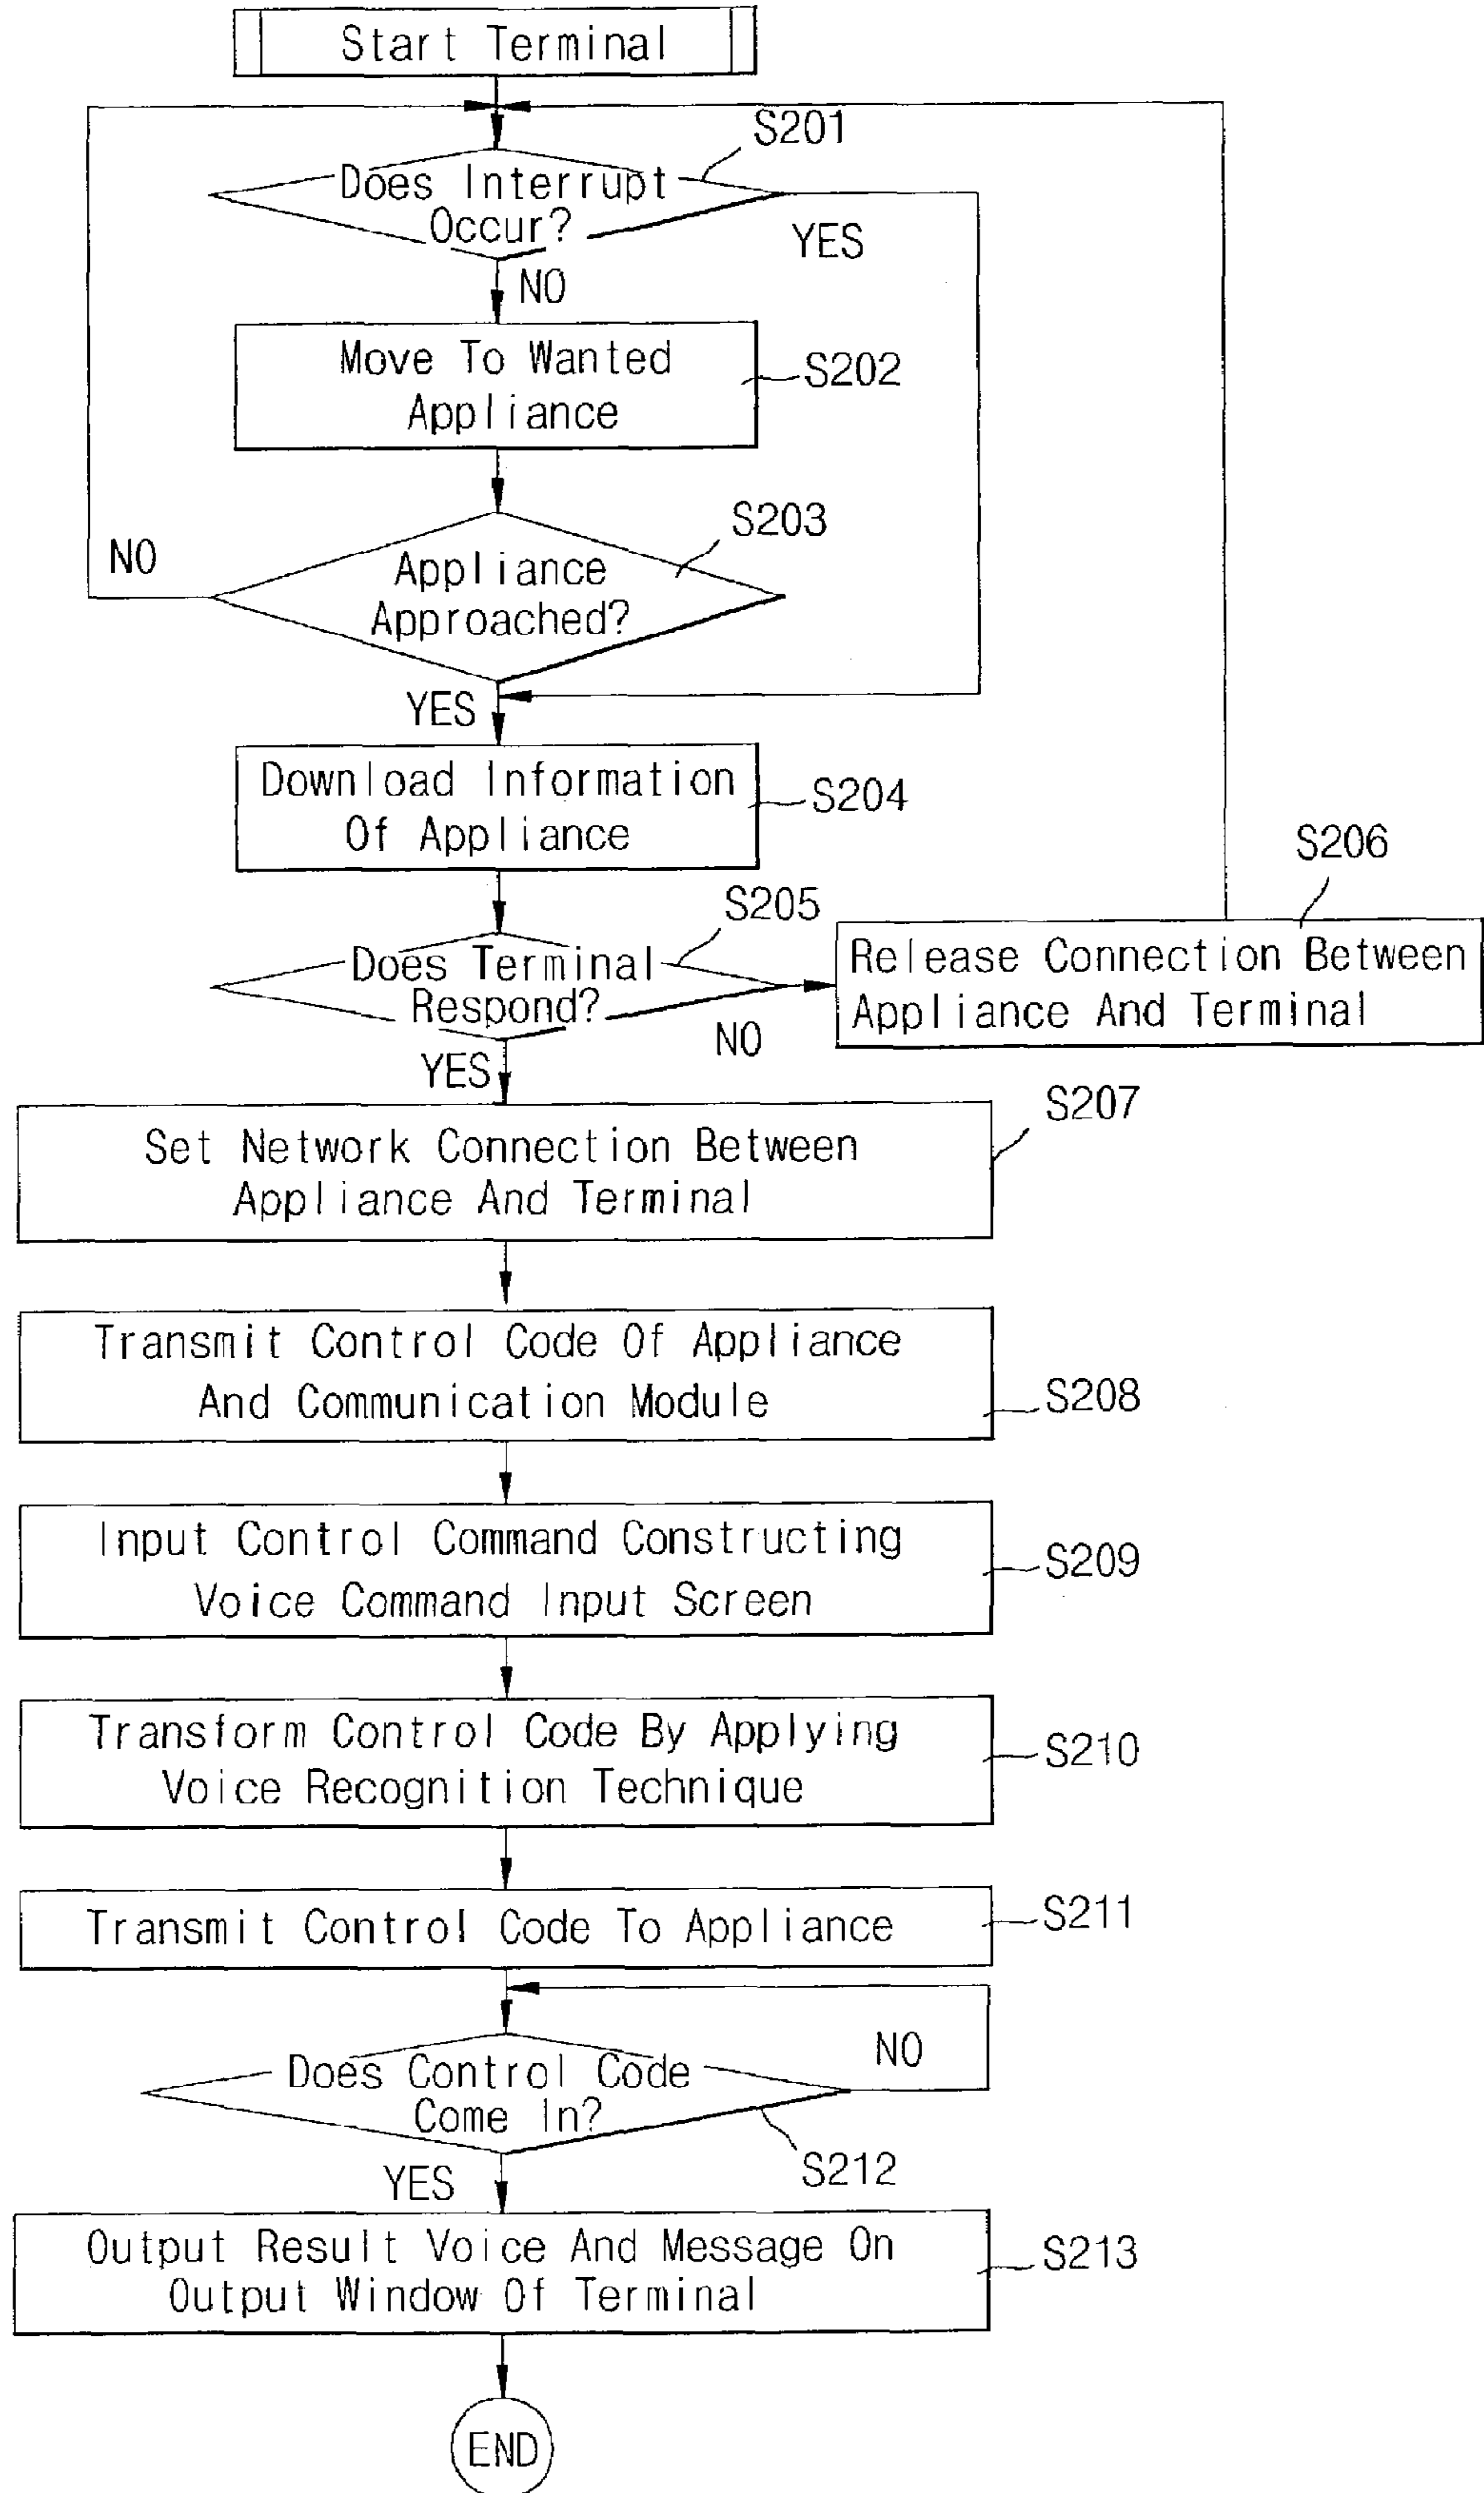 Start Terminal
S201
Does Interrupt
Occur?
YES
NO
Move To Wanted
Appliance
S202
S203
NO
Appliance
Approached?
YES
Download Information
Of Appliance
S204
S206
S205
Does Terminal
Respond?
Release Connection Between
Appliance And Terminal
NO
YES
S207
Set Network Connection Between
Appliance And Terminal
Transmit Control Code Of Appliance
And Communication Module
S208
Input Control Command Constructing
Voice Command Input Screen
S209
Transform Control Code By Applying
Voice Recognition Technique
S210
Transmit Control Code To Appliance
S211
NO
Does Control Code
Come In?
S212
YES
Output Result Voice And Message On
Output Window Of Terminal
S213
END